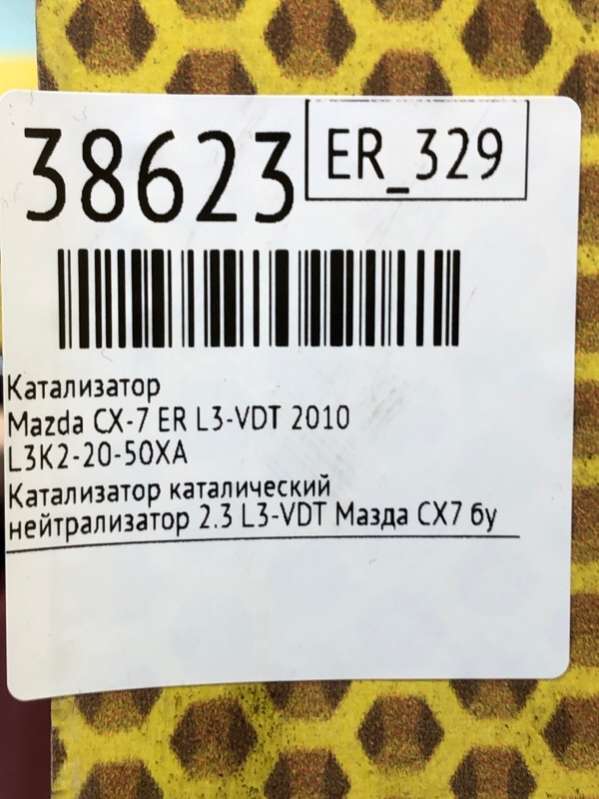 38623
ER_329
Катализатор
Mazda CX-7 ER L3-VDT 2010
L3K2-20-50XA
Катализатор каталический
нейтрализатор 2.3 L3-VDT Мазда СХ7 бу